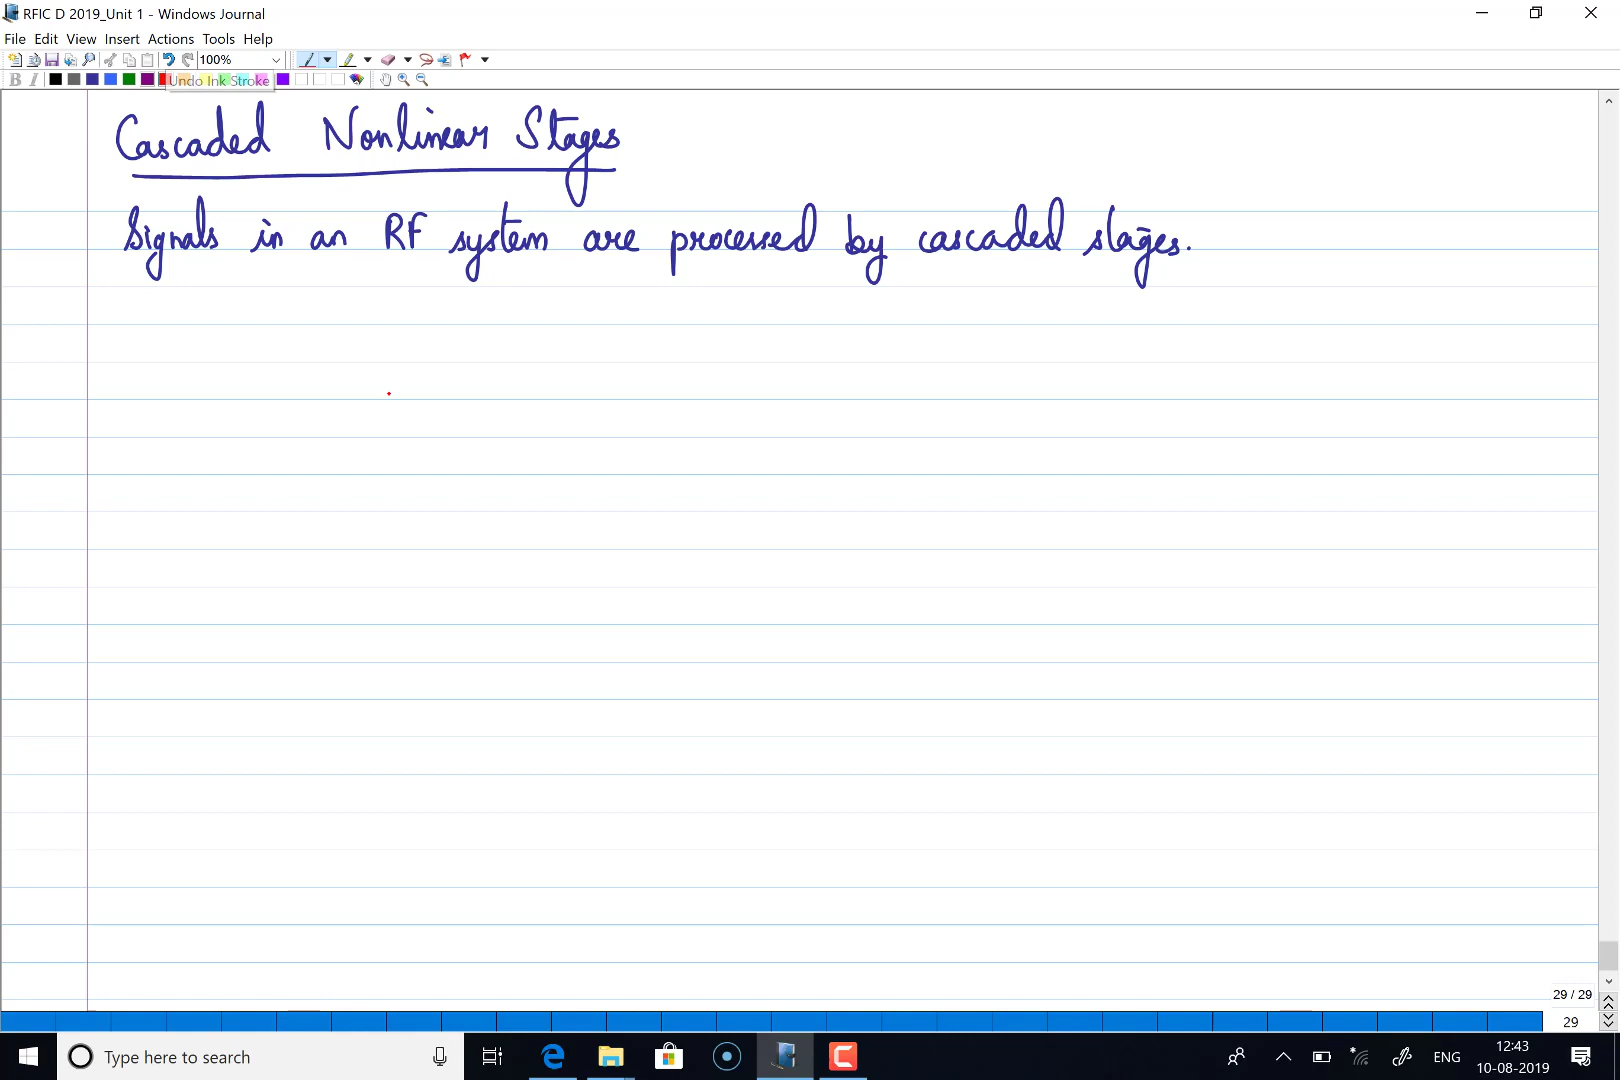 RFIC D 2019_Unit 1 - Windows Journal
File Edit View Insert Actions Tools Help
100%
B I Undo Ink Stroke
Cascaded Nonlinear Stages
Signals in an RF system are processed by cascaded stages.
29 / 29
29
Type here to search
ENG
12:43
10-08-2019